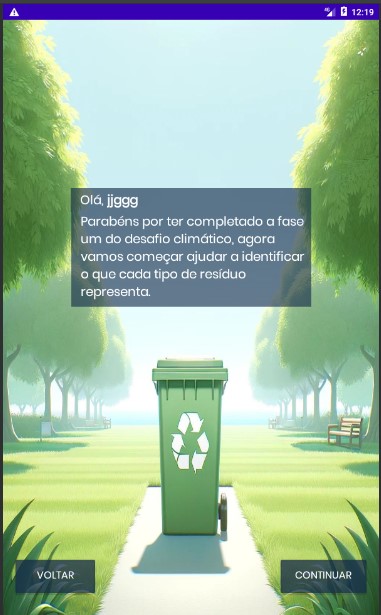 12:19
Olá, jjggg
Parabéns por ter completado a fase
um do desafio climático, agora
vamos começar ajudar a identificar
o que cada tipo de resíduo
representa.
VOLTAR
CONTINUAR